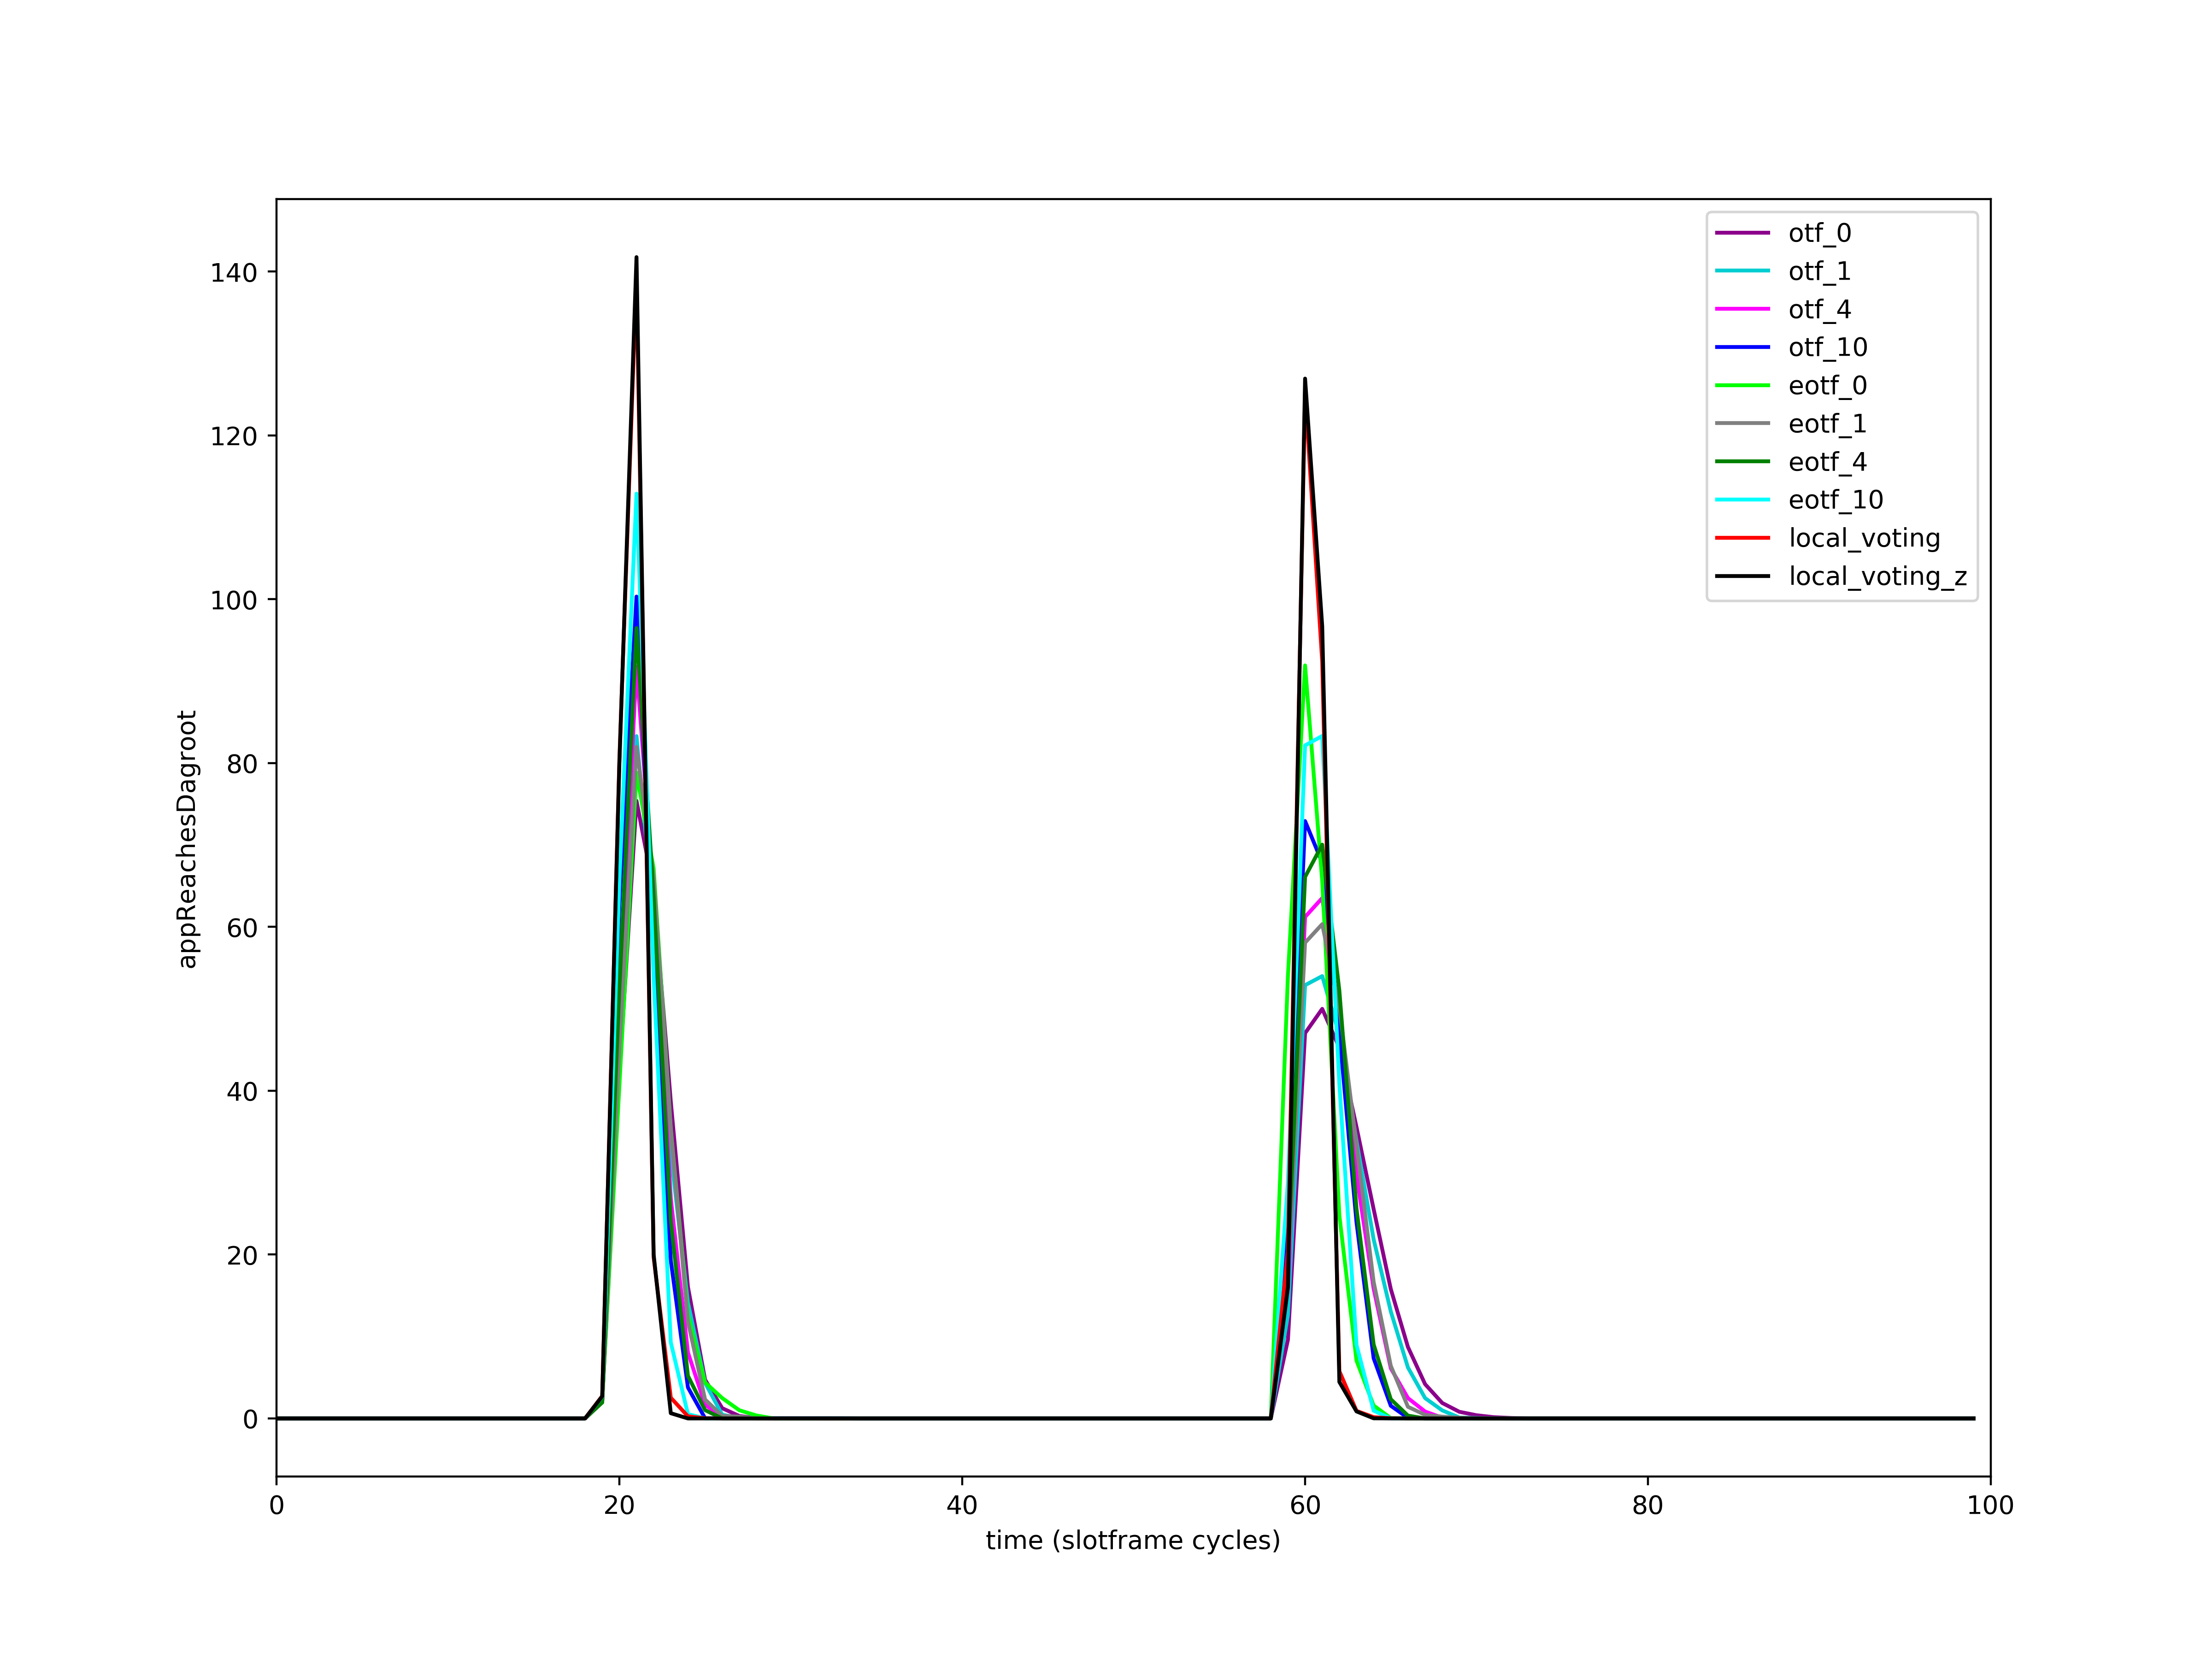 otf_0
otf_1
otf_4
otf_10
eotf_0
eotf_1
eotf_4
eotf_10
local_voting
local_voting_z
140
120
100
80
60
40
20
0
appReachesDagroot
0 20 40 60 80 100
time (slotframe cycles)